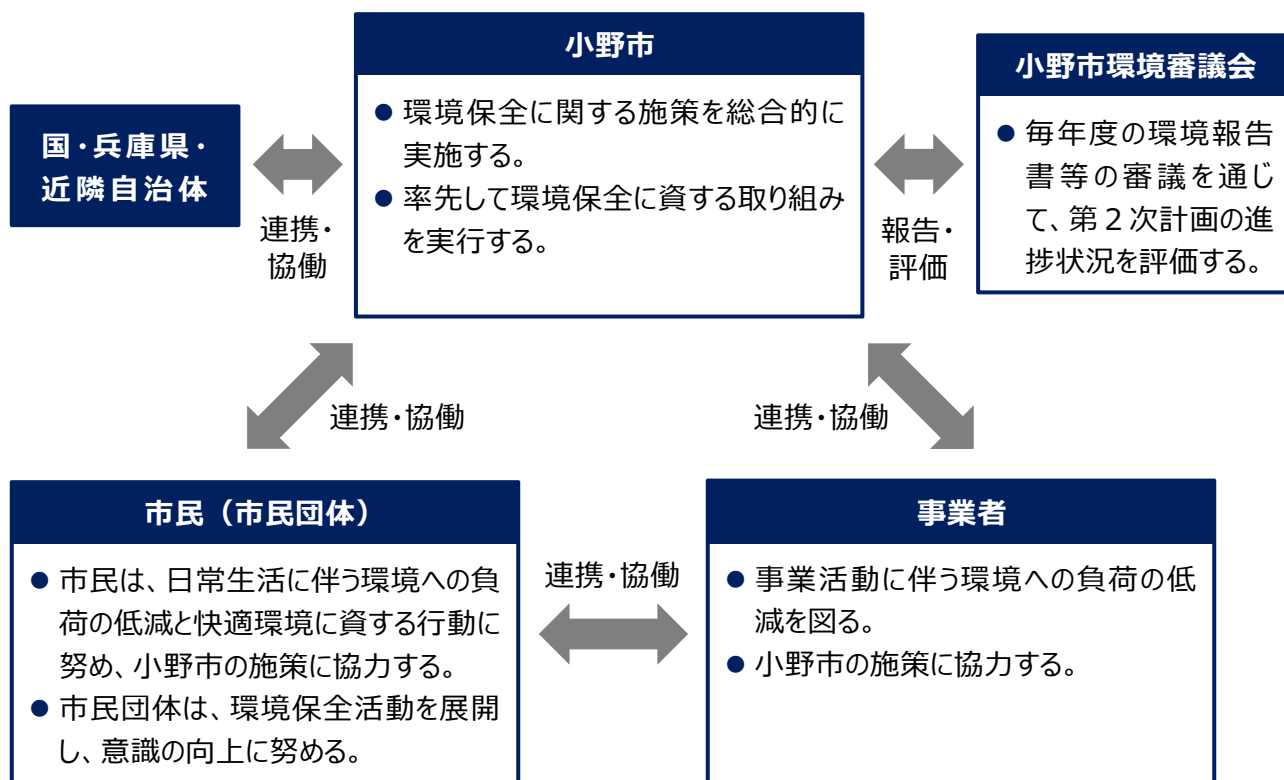 小野市
● 環境保全に関する施策を総合的に
実施する。
● 率先して環境保全に資する取り組み
を実行する。
国・兵庫県・
近隣自治体
連携・
協働
報告・
評価
小野市環境審議会
● 毎年度の環境報告
書等の審議を通じ
て、第２次計画の進
捗状況を評価する。
連携・協働
連携・協働
市民（市民団体）
● 市民は、日常生活に伴う環境への負
荷の低減と快適環境に資する行動に
努め、小野市の施策に協力する。
● 市民団体は、環境保全活動を展開
し、意識の向上に努める。
連携・協働
事業者
● 事業活動に伴う環境への負荷の低
減を図る。
● 小野市の施策に協力する。